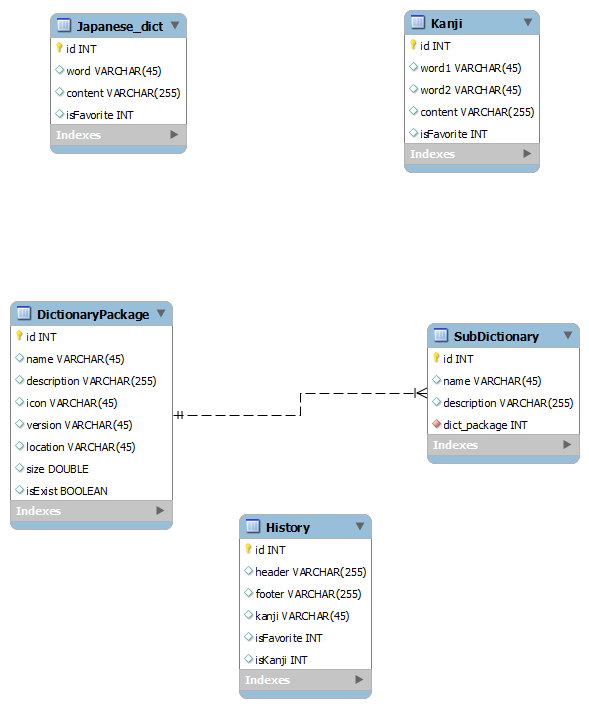 Japanese_dict
id INT
word VARCHAR(45)
content VARCHAR(255)
isFavorite INT
Indexes
Kanji
id INT
word1 VARCHAR(45)
word2 VARCHAR(45)
content VARCHAR(255)
isFavorite INT
Indexes
DictionaryPackage
id INT
name VARCHAR(45)
description VARCHAR(255)
icon VARCHAR(45)
version VARCHAR(45)
location VARCHAR(45)
size DOUBLE
isExist BOOLEAN
Indexes
SubDictionary
id INT
name VARCHAR(45)
description VARCHAR(255)
dict_package INT
Indexes
History
id INT
header VARCHAR(255)
footer VARCHAR(255)
kanji VARCHAR(45)
isFavorite INT
isKanji INT
Indexes